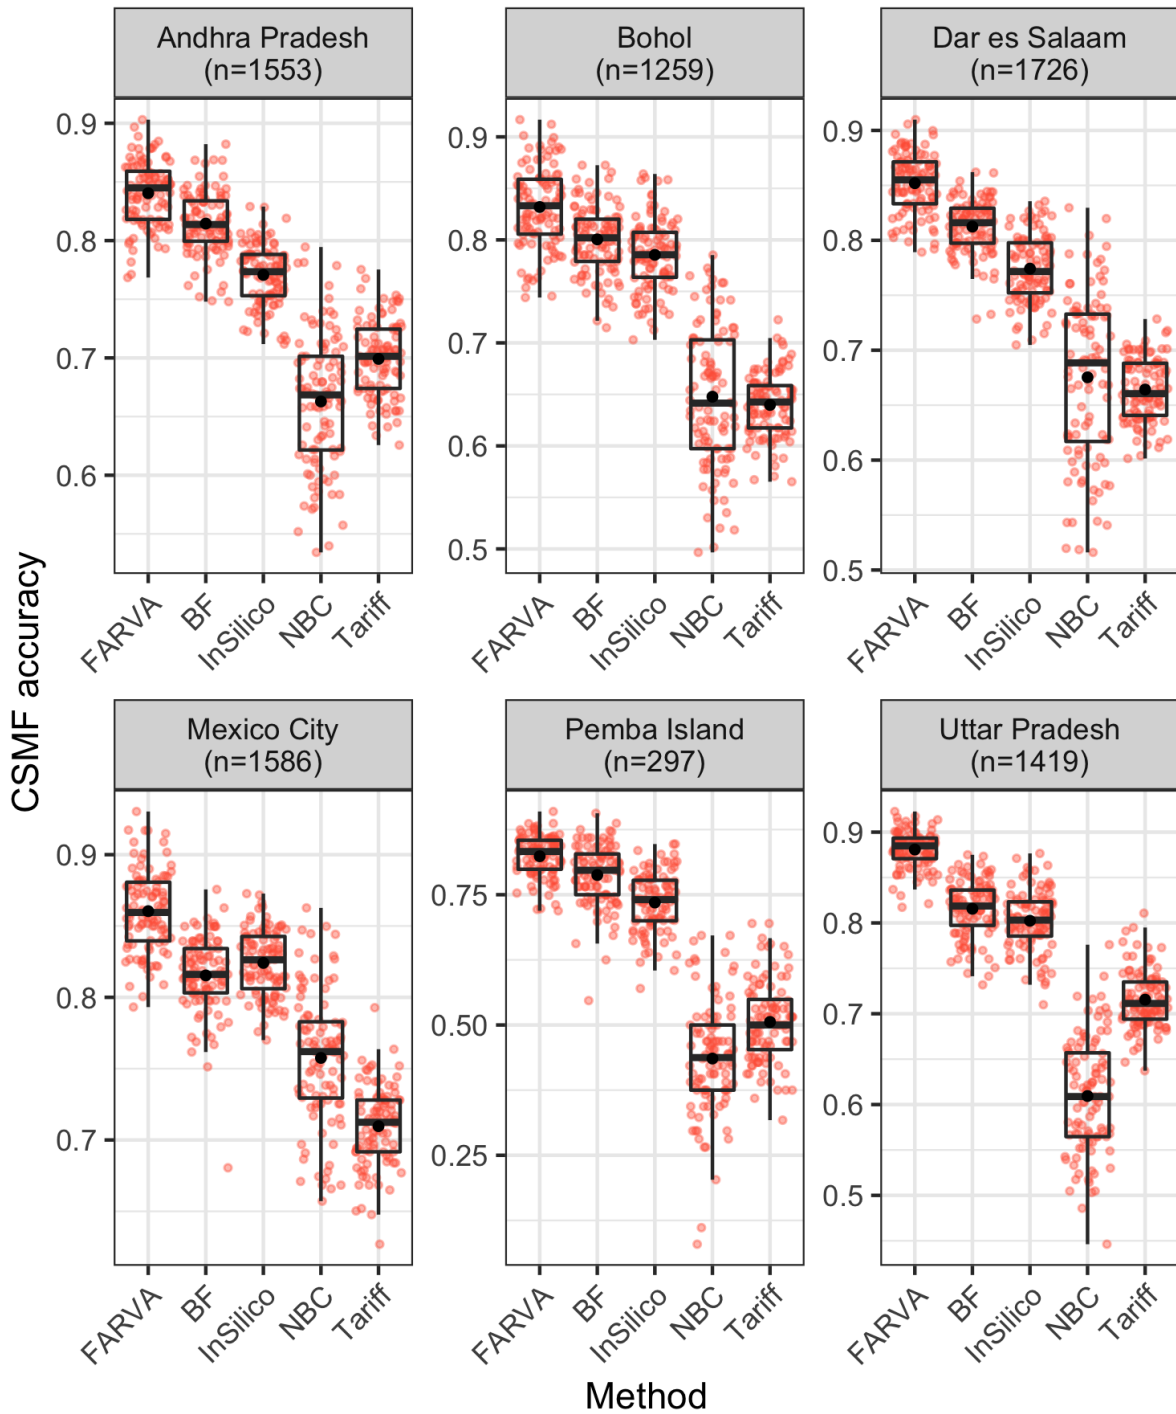 Andhra Pradesh
(n=1553)
Bohol
(n=1259)
Dar es Salaam
(n=1726)
0.9
0.8
0.7
0.6
0.9
0.8
0.7
0.6
0.5
0.9
0.8
0.7
0.6
0.5
FARVA
BF
InSilico
NBC
Tariff
FARVA
BF
InSilico
NBC
Tariff
FARVA
BF
InSilico
NBC
Tariff
CSMF accuracy
Mexico City
(n=1586)
Pemba Island
(n=297)
Uttar Pradesh
(n=1419)
0.9
0.8
0.7
0.75
0.50
0.25
0.9
0.8
0.7
0.6
0.5
FARVA
BF
InSilico
NBC
Tariff
FARVA
BF
InSilico
NBC
Tariff
FARVA
BF
InSilico
NBC
Tariff
Method